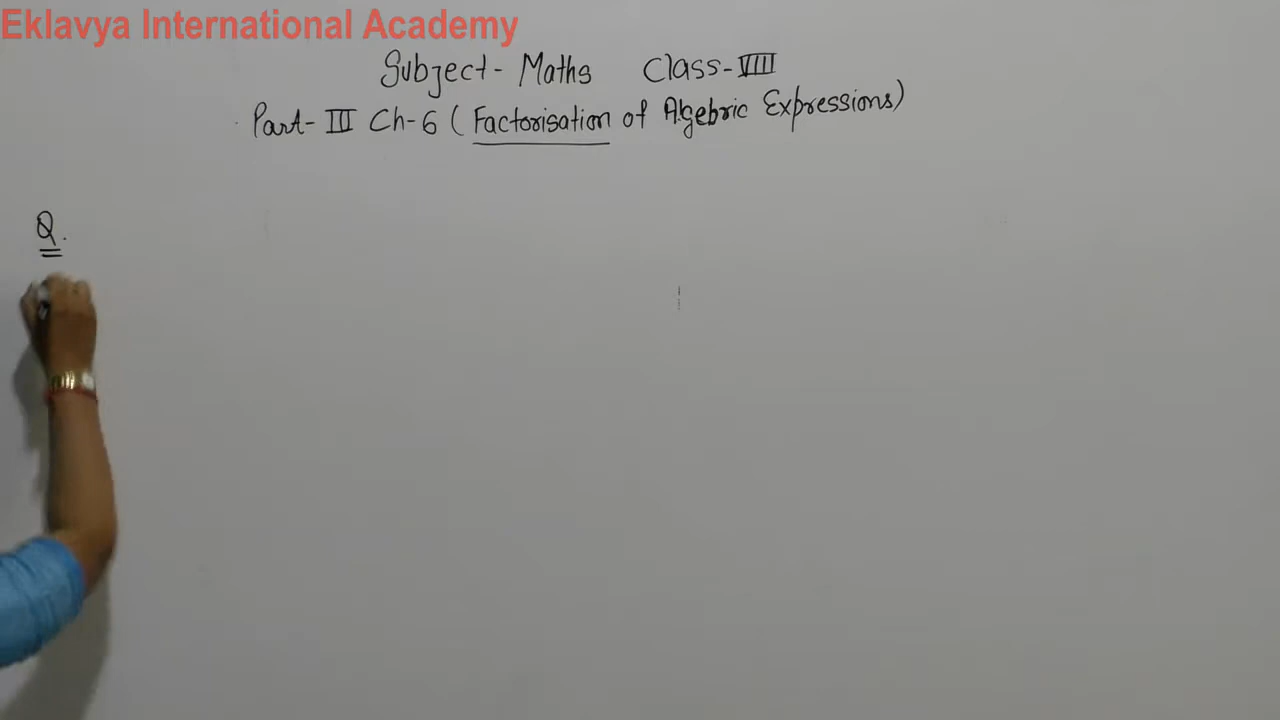 Eklavya International Academy
Subject- Maths Class-VIII
Part- III Ch-6 ( Factorisation of Algebric Expressions)
Q.